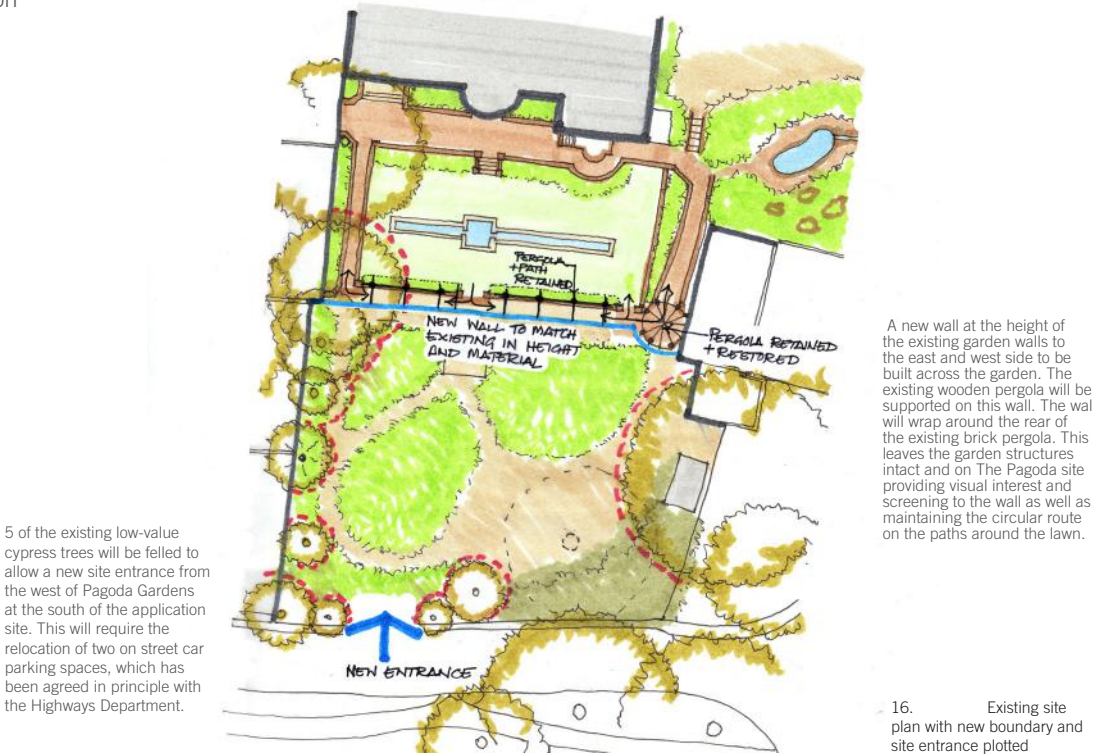 PERGOLA
+PATH
RETAINED
NEW WALL TO MATCH
EXISTING IN HEIGHT
AND MATERIAL
PERGOLA RETAINED
+ RESTORED
A new wall at the height of
the existing garden walls to
the east and west side to be
built across the garden. The
existing wooden pergola will be
supported on this wall. The wal
will wrap around the rear of
the existing brick pergola. This
leaves the garden structures
intact and on The Pagoda site
providing visual interest and
screening to the wall as well as
maintaining the circular route
on the paths around the lawn.
5 of the existing low-value
cypress trees will be felled to
allow a new site entrance from
the west of Pagoda Gardens
at the south of the application
site. This will require the
relocation of two on street car
parking spaces, which has
been agreed in principle with
the Highways Department.
NEW ENTRANCE
16. Existing site
plan with new boundary and
site entrance plotted